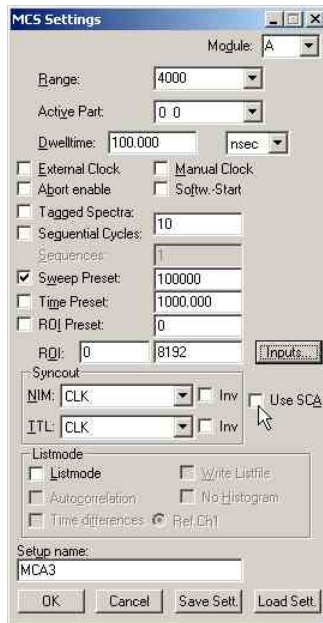 MCS Settings
Module: A
Range: 4000
Active Part: 0 0
Dwelltime: 100.000 nsec
External Clock Manual Clock
Abort enable Softw.-Start
Tagged Spectra:
Sequential Cycles: 10
Sequences: 1
Sweep Preset: 100000
Time Preset: 1000.000
ROI Preset: 0
ROI: 0 8192 Inputs...
Syncout
NIM: CLK Inv Use SCA
TTL: CLK Inv
Listmode
Listmode Write Listfile
Autocorrelation No Histogram
Time differences Ref.Ch1
Setup name:
MCA3
OK Cancel Save Sett. Load Sett.